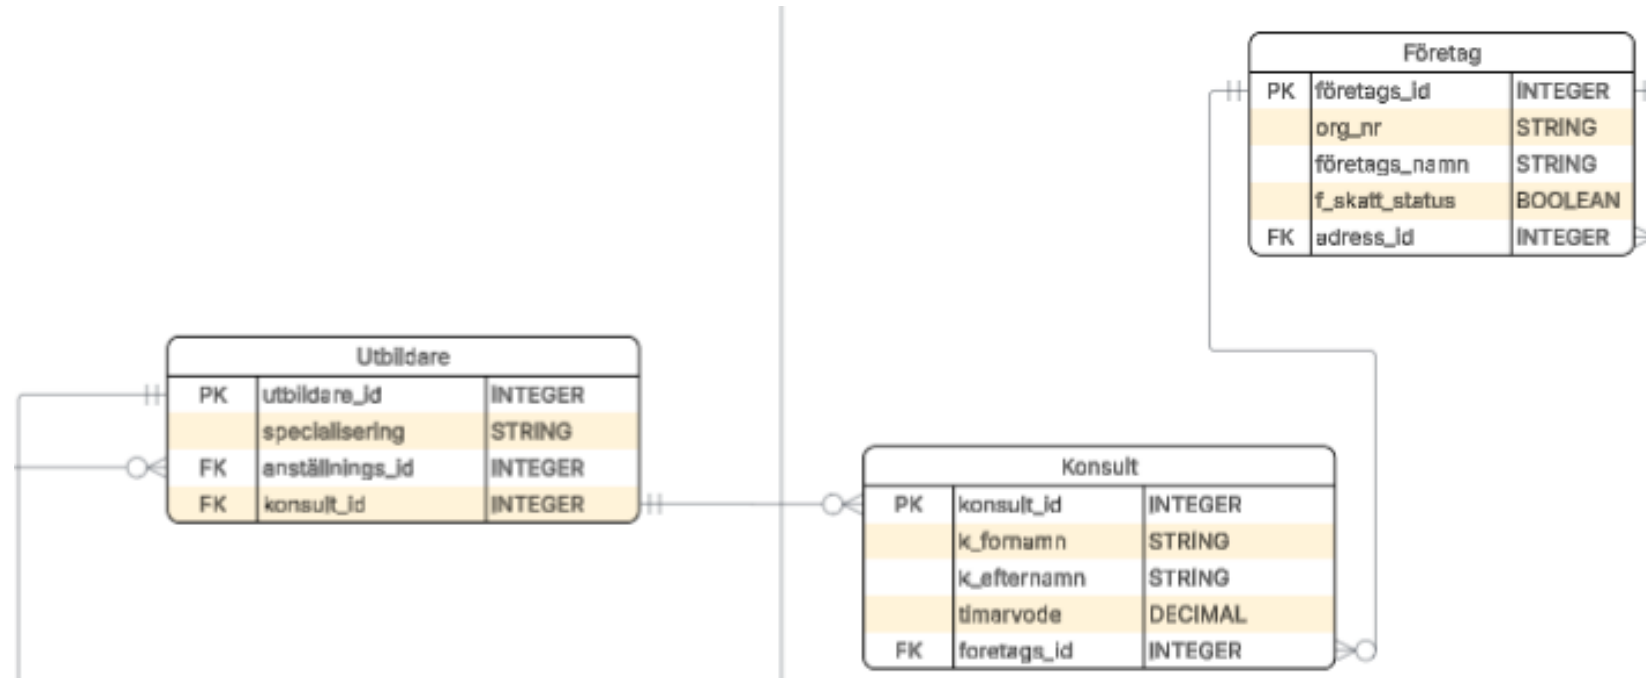 Företag
PK företags_id INTEGER
org_nr STRING
företags_namn STRING
f_skatt_status BOOLEAN
FK adress_id INTEGER
Utbildare
PK utbildare_id INTEGER
specialisering STRING
FK anställnings_id INTEGER
FK konsult_id INTEGER
Konsult
PK konsult_id INTEGER
k_fornamn STRING
k_efternamn STRING
timarvode DECIMAL
FK foretags_id INTEGER